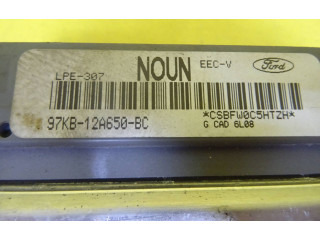 LPE-307 NOUN EEC-V Ford
97KB-12A650-BC *CSBFW0C5HTZH*
G CAD 6L08